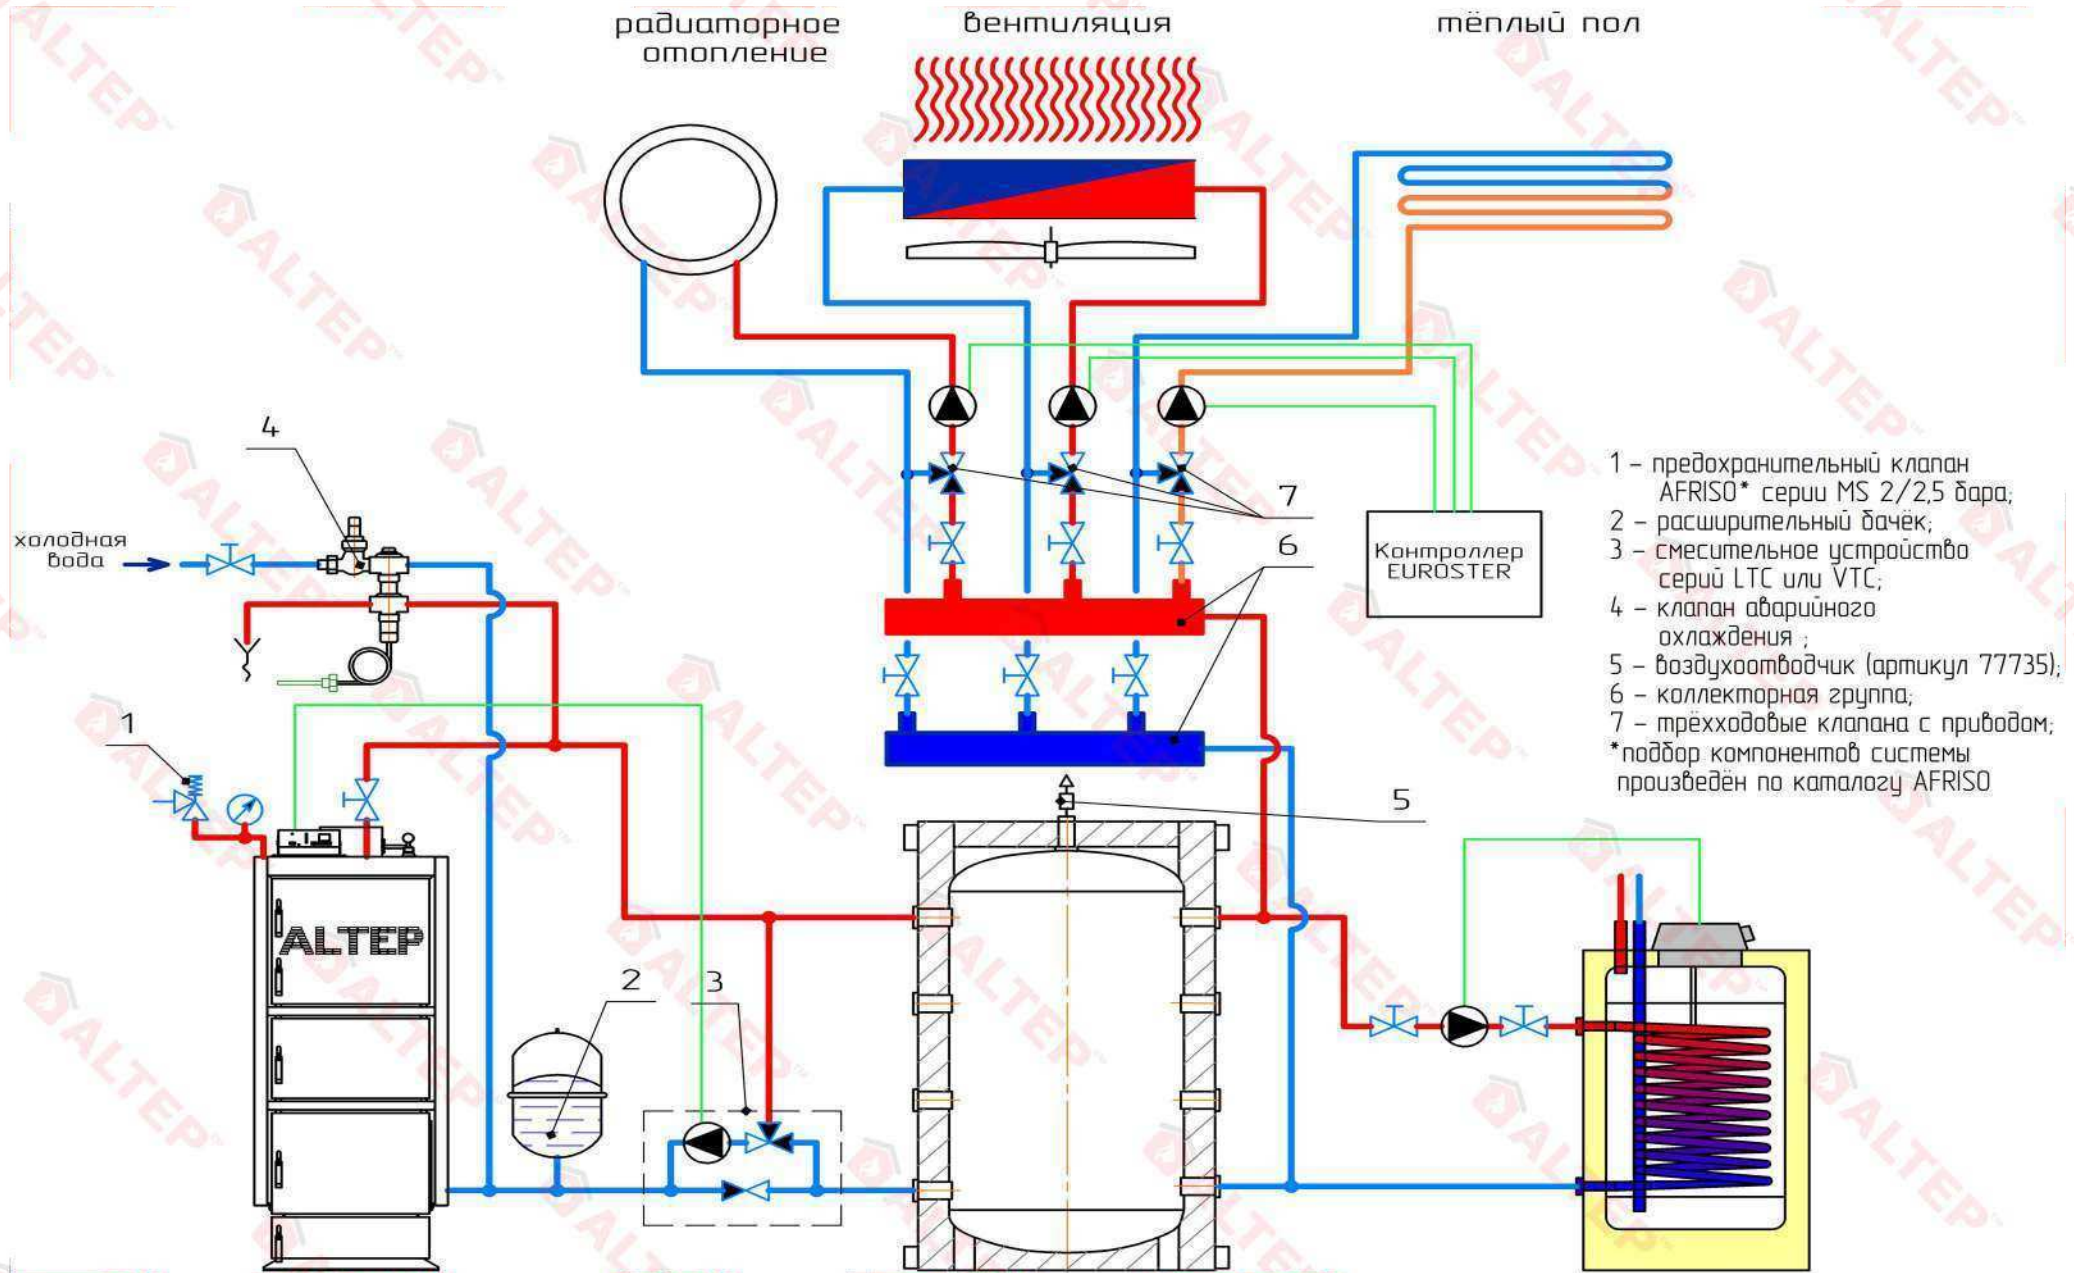 радиаторное
отопление
вентиляция
тёплый пол
4
холодная
вода
1
7
6
Контроллер
EUROSTER
1 – предохранительный клапан
AFRISO* серии MS 2/2,5 бара;
2 – расширительный бачёк;
3 – смесительное устройство
серий LTC или VTC;
4 – клапан аварийного
охлаждения ;
5 – воздухоотводчик (артикул 77735);
6 – коллекторная группа;
7 – трёхходовые клапана с приводом;
*подбор компонентов системы
произведён по каталогу AFRISO
5
ALTEP
2
3
ALTEP™